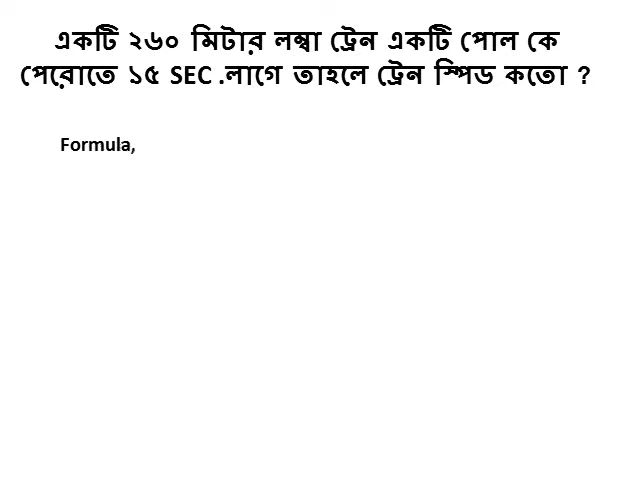 একটি ২৬০ মিটার লম্বা ট্রেন একটি পোল কে
পেরোতে ১৫ SEC .লাগে তাহলে ট্রেন স্পিড কতো ?
Formula,